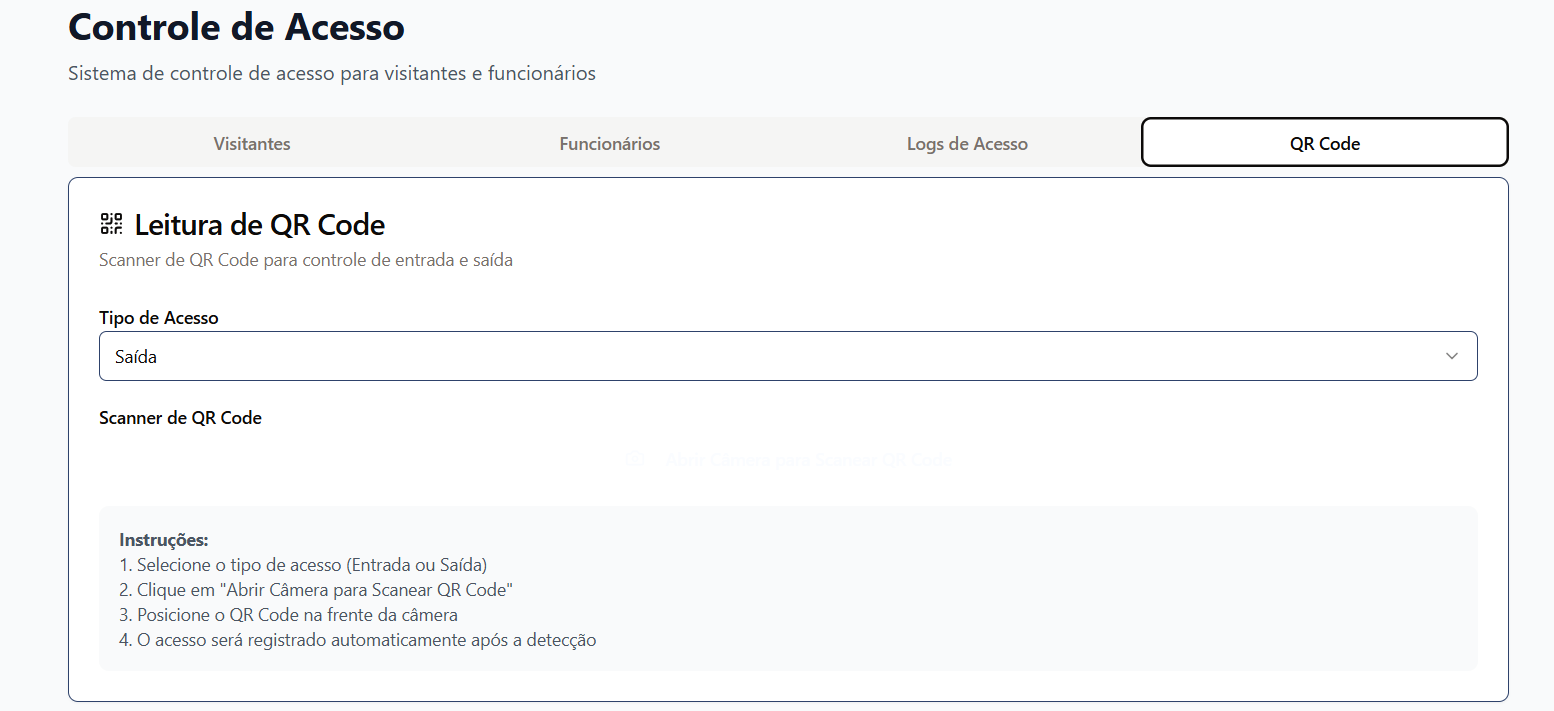 Controle de Acesso
Sistema de controle de acesso para visitantes e funcionários
Visitantes
Funcionários
Logs de Acesso
QR Code
Leitura de QR Code
Scanner de QR Code para controle de entrada e saída
Tipo de Acesso
Saída
Scanner de QR Code
Abrir Câmera para Scanear QR Code
Instruções:
1. Selecione o tipo de acesso (Entrada ou Saída)
2. Clique em "Abrir Câmera para Scanear QR Code"
3. Posicione o QR Code na frente da câmera
4. O acesso será registrado automaticamente após a detecção